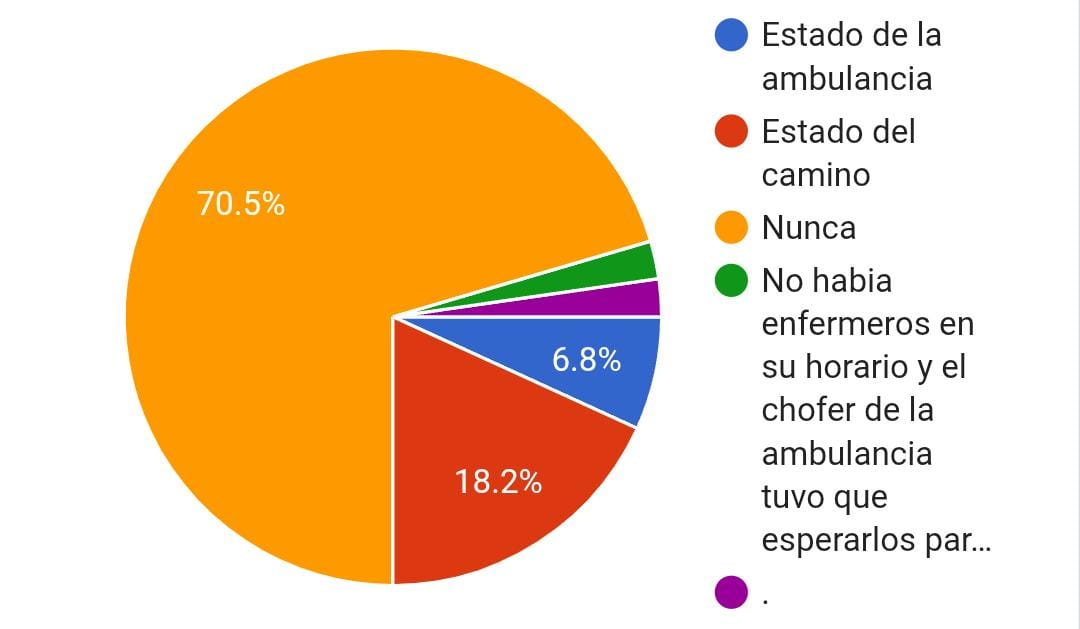 70.5%
6.8%
18.2%
Estado de la
ambulancia
Estado del
camino
Nunca
No habia
enfermeros en
su horario y el
chofer de la
ambulancia
tuvo que
esperarlos par...
.